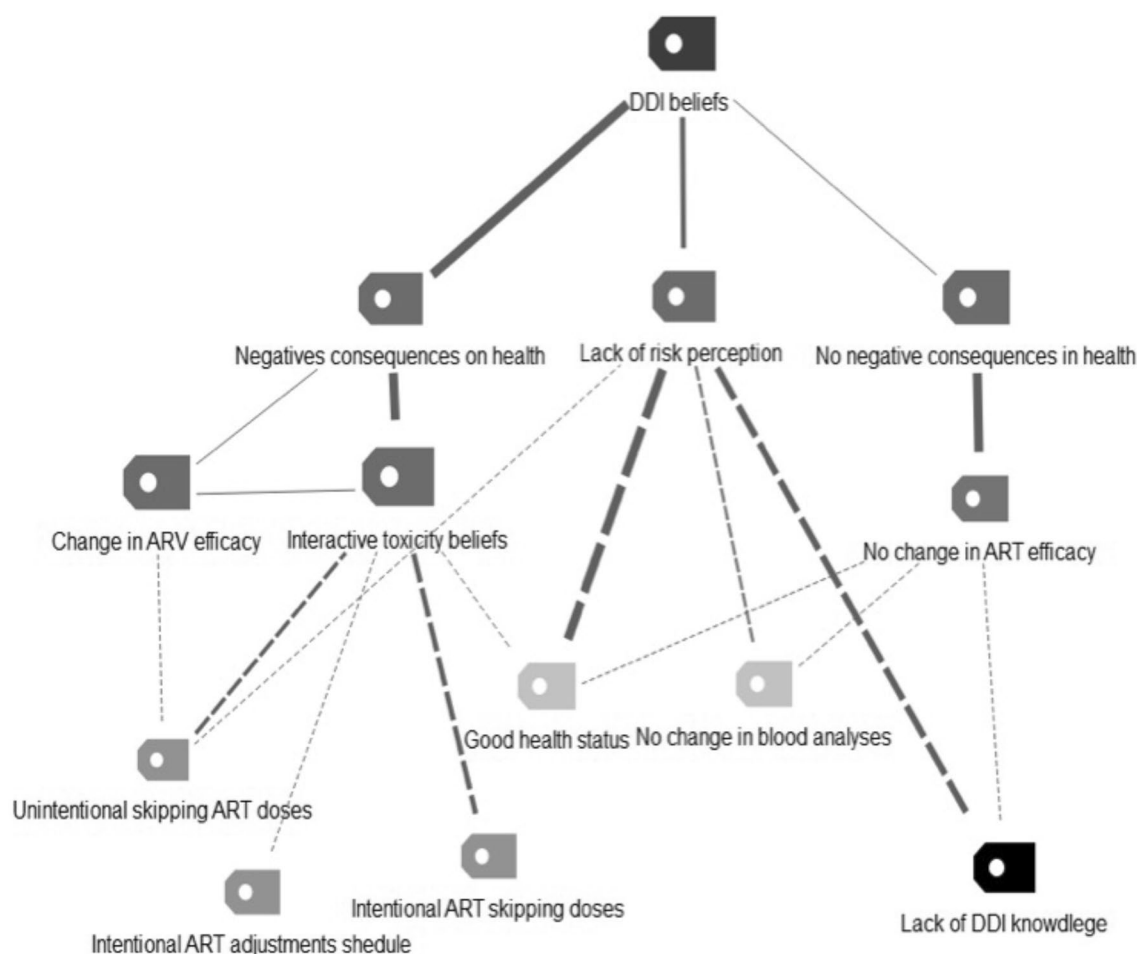 DDI beliefs
Negatives consequences on health
Lack of risk perception
No negative consequences in health
Change in ARV efficacy
Interactive toxicity beliefs
No change in ART efficacy
Good health status
No change in blood analyses
Unintentional skipping ART doses
Intentional ART skipping doses
Lack of DDI knowdlege
Intentional ART adjustments shedule